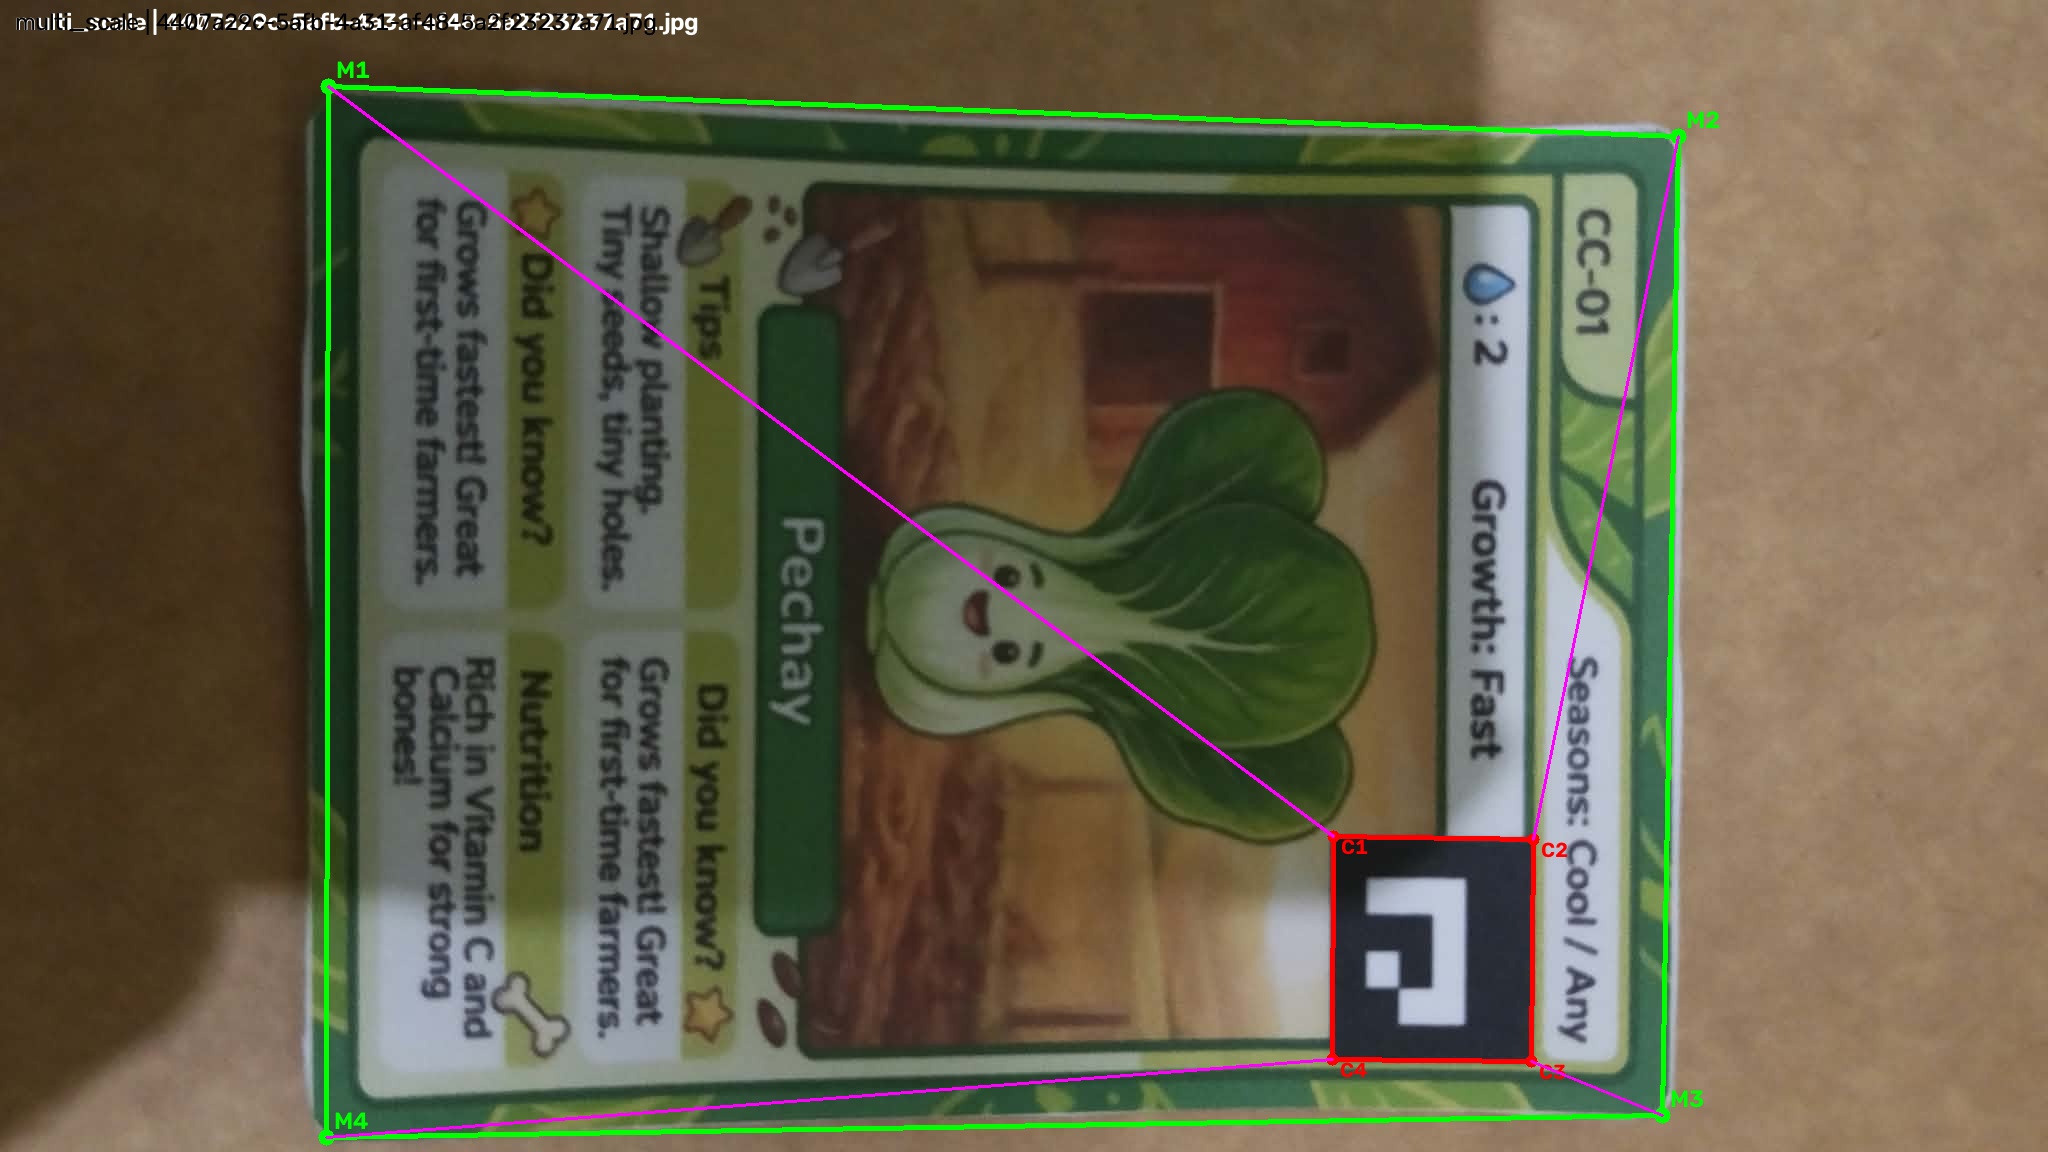 M1
M2
CC-01
Seasons: Cool / Any
: 2
Growth: Fast
C1
C2
C3
C4
Pechay
Tips
Shallow planting.
Tiny seeds, tiny holes.
Did you know?
Grows fastest! Great
for first-time farmers.
Did you know?
Grows fastest! Great
for first-time farmers.
Nutrition
Rich in Vitamin C and
Calcium for strong
bones!
M4
M3